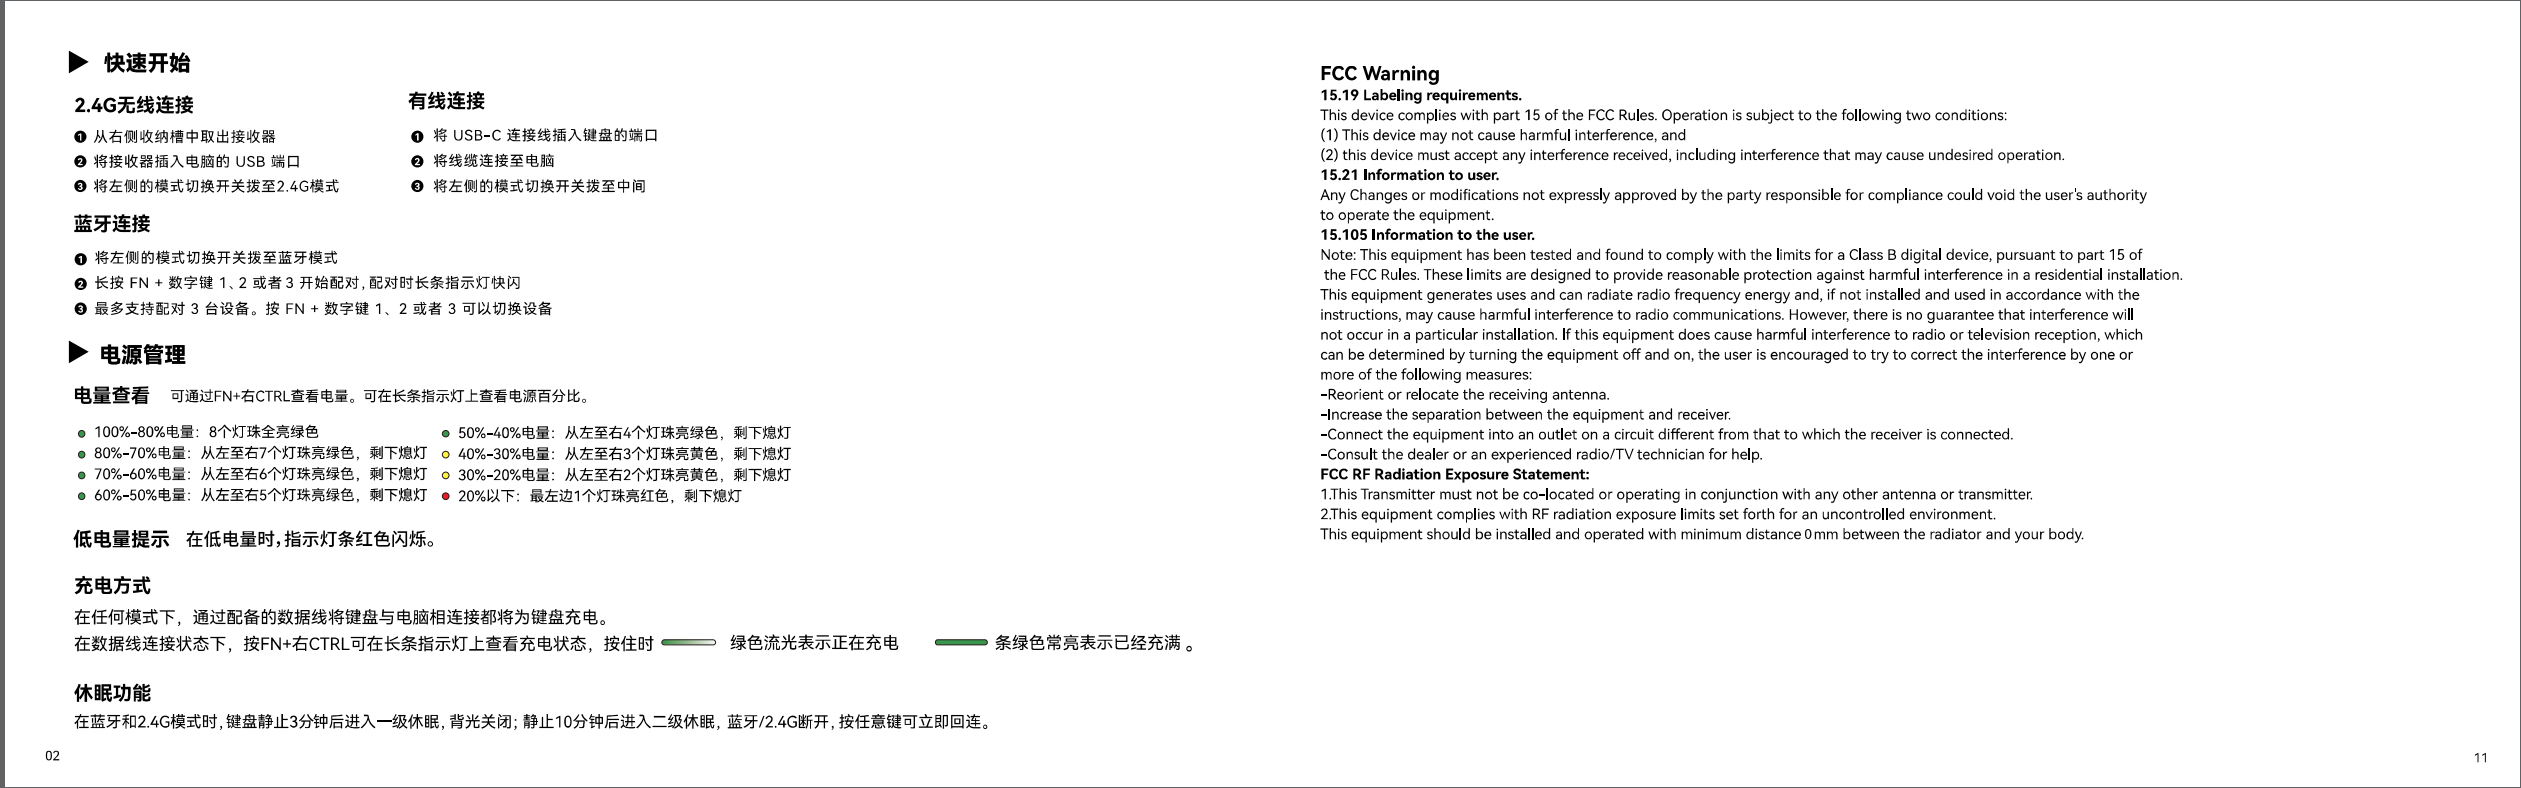 ▶ 快速开始
2.4G无线连接
❶ 从右侧收纳槽中取出接收器
❷ 将接收器插入电脑的 USB 端口
❸ 将左侧的模式切换开关拨至2.4G模式
有线连接
❶ 将 USB-C 连接线插入键盘的端口
❷ 将线缆连接至电脑
❸ 将左侧的模式切换开关拨至中间
蓝牙连接
❶ 将左侧的模式切换开关拨至蓝牙模式
❷ 长按 FN + 数字键 1、2 或者 3 开始配对,配对时长条指示灯快闪
❸ 最多支持配对 3 台设备。按 FN + 数字键 1、2 或者 3 可以切换设备
▶ 电源管理
电量查看 可通过FN+右CTRL查看电量。可在长条指示灯上查看电源百分比。
100%-80%电量：8个灯珠全亮绿色
80%-70%电量：从左至右7个灯珠亮绿色，剩下熄灯
70%-60%电量：从左至右6个灯珠亮绿色，剩下熄灯
60%-50%电量：从左至右5个灯珠亮绿色，剩下熄灯
50%-40%电量：从左至右4个灯珠亮绿色，剩下熄灯
40%-30%电量：从左至右3个灯珠亮黄色，剩下熄灯
30%-20%电量：从左至右2个灯珠亮黄色，剩下熄灯
20%以下：最左边1个灯珠亮红色，剩下熄灯
低电量提示 在低电量时,指示灯条红色闪烁。
充电方式
在任何模式下，通过配备的数据线将键盘与电脑相连接都将为键盘充电。
在数据线连接状态下，按FN+右CTRL可在长条指示灯上查看充电状态，按住时 绿色流光表示正在充电 条绿色常亮表示已经充满 。
休眠功能
在蓝牙和2.4G模式时,键盘静止3分钟后进入一级休眠,背光关闭; 静止10分钟后进入二级休眠, 蓝牙/2.4G断开,按任意键可立即回连。
02
FCC Warning
15.19 Labeling requirements.
This device complies with part 15 of the FCC Rules. Operation is subject to the following two conditions:
(1) This device may not cause harmful interference, and
(2) this device must accept any interference received, including interference that may cause undesired operation.
15.21 Information to user.
Any Changes or modifications not expressly approved by the party responsible for compliance could void the user's authority
to operate the equipment.
15.105 Information to the user.
Note: This equipment has been tested and found to comply with the limits for a Class B digital device, pursuant to part 15 of
the FCC Rules. These limits are designed to provide reasonable protection against harmful interference in a residential installation.
This equipment generates uses and can radiate radio frequency energy and, if not installed and used in accordance with the
instructions, may cause harmful interference to radio communications. However, there is no guarantee that interference will
not occur in a particular installation. If this equipment does cause harmful interference to radio or television reception, which
can be determined by turning the equipment off and on, the user is encouraged to try to correct the interference by one or
more of the following measures:
-Reorient or relocate the receiving antenna.
-Increase the separation between the equipment and receiver.
-Connect the equipment into an outlet on a circuit different from that to which the receiver is connected.
-Consult the dealer or an experienced radio/TV technician for help.
FCC RF Radiation Exposure Statement:
1.This Transmitter must not be co-located or operating in conjunction with any other antenna or transmitter.
2.This equipment complies with RF radiation exposure limits set forth for an uncontrolled environment.
This equipment should be installed and operated with minimum distance 0mm between the radiator and your body.
11